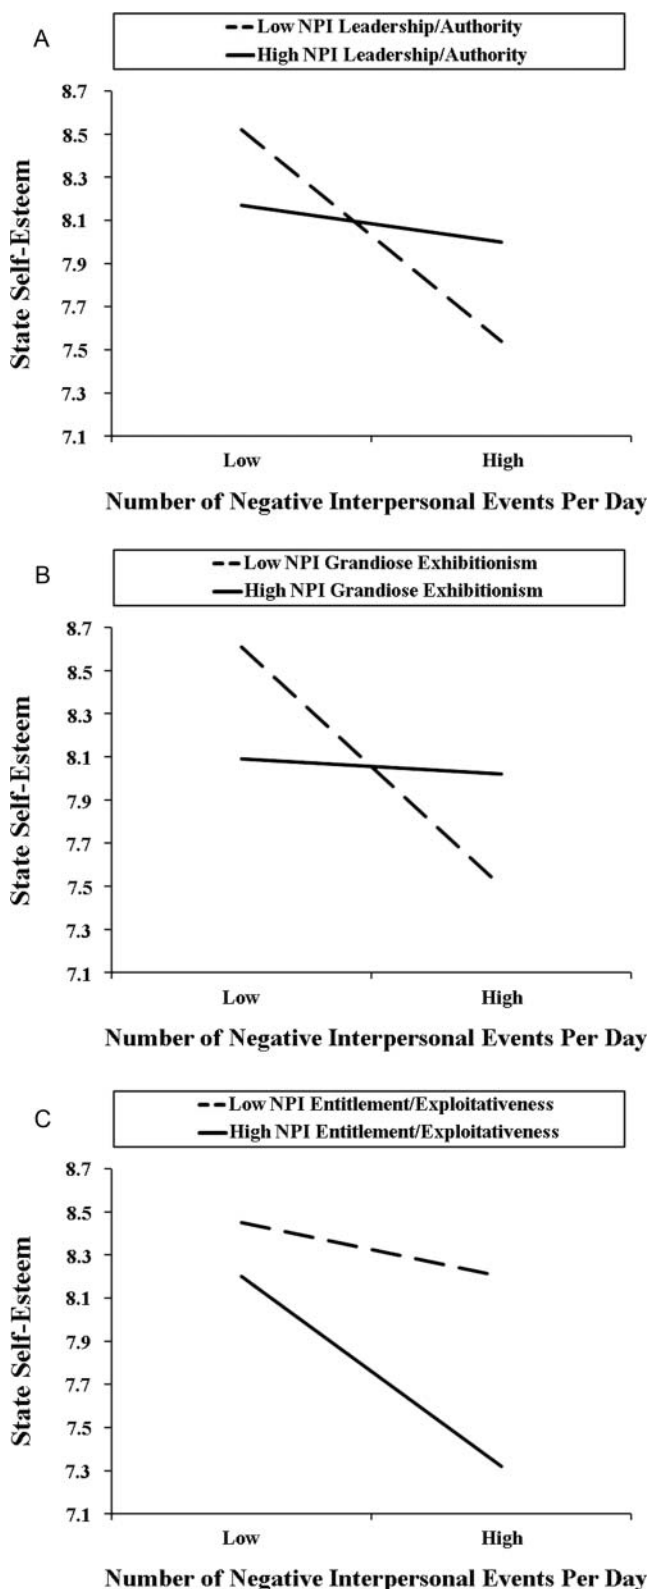 A
Low NPI Leadership/Authority
High NPI Leadership/Authority
State Self-Esteem
8.7
8.5
8.3
8.1
7.9
7.7
7.5
7.3
7.1
Low
High
Number of Negative Interpersonal Events Per Day
B
Low NPI Grandiose Exhibitionism
High NPI Grandiose Exhibitionism
State Self-Esteem
8.7
8.5
8.3
8.1
7.9
7.7
7.5
7.3
7.1
Low
High
Number of Negative Interpersonal Events Per Day
C
Low NPI Entitlement/Exploitativeness
High NPI Entitlement/Exploitativeness
State Self-Esteem
8.7
8.5
8.3
8.1
7.9
7.7
7.5
7.3
7.1
Low
High
Number of Negative Interpersonal Events Per Day